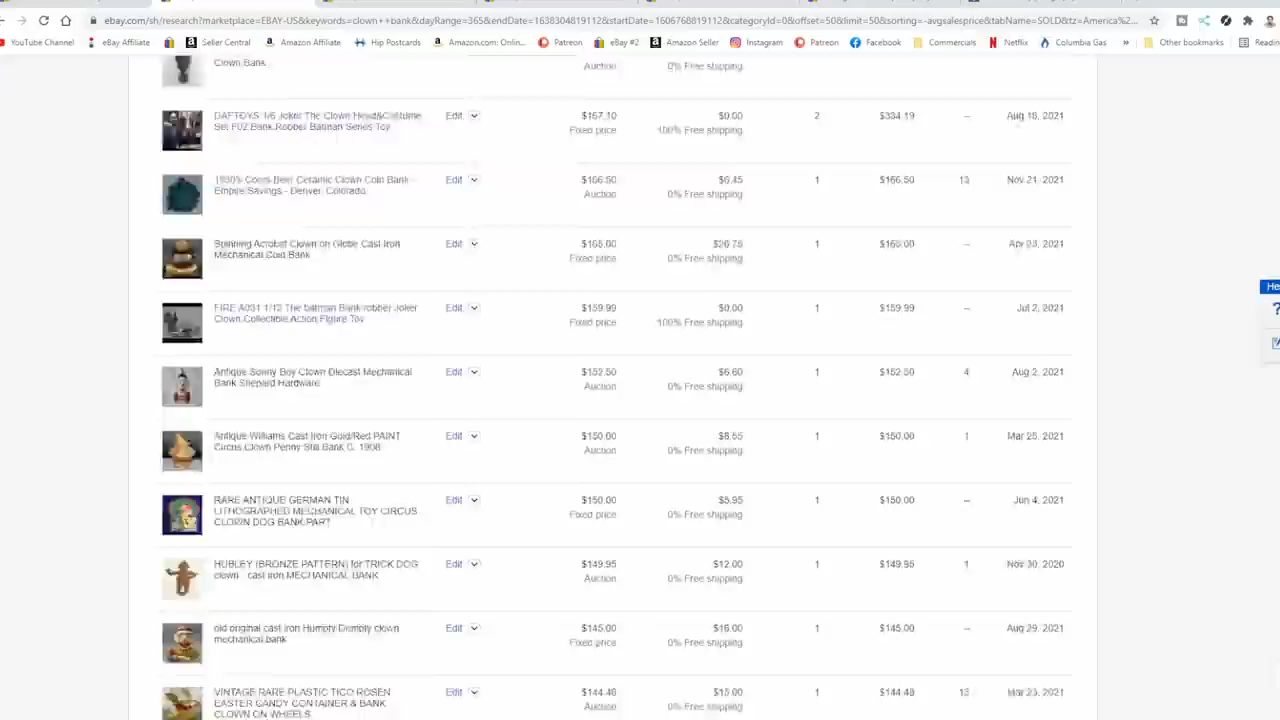 ebay.com/sh/research?marketplace=EBAY-US&keywords=clown++bank&dayRange=365&endDate=1638304819112&startDate=1606768819112&categoryId=0&offset=50&limit=50&sorting=-avgsalesprice&tabName=SOLD&tz=America%2...
YouTube Channel eBay Affiliate Seller Central Amazon Affiliate Hip Postcards Amazon.com: Onlin... Patreon eBay #2 Amazon Seller Instagram Patreon Facebook Commercials Netflix Columbia Gas » Other bookmarks Readin
Clown Bank
Auction 0% Free shipping
DAFTOYS 1/6 Joker The Clown Head&Costume Edit $167.10 $0.00 2 $334.19 -- Aug 16, 2021
Set F02 Bank Robber Batman Series Toy Fixed price 100% Free shipping
1930's Coors Beer Ceramic Clown Coin Bank - Edit $166.50 $6.45 1 $166.50 13 Nov 21, 2021
Empire Savings - Denver, Colorado Auction 0% Free shipping
Spinning Acrobat Clown on Globe Cast Iron Edit $165.00 $20.75 1 $165.00 --
Mechanical Coin Bank Fixed price 0% Free shipping
FIRE A031 1/12 The batman Bank robber Joker Edit $159.99 $0.00 1 $159.99 -- Jul 2, 2021
Clown Collectible Action Figure Toy Fixed price 100% Free shipping
Antique Sonny Boy Clown Diecast Mechanical Edit $152.50 $6.60 1 $152.50 4 Aug 2, 2021
Bank Shepard Hardware Auction 0% Free shipping
Antique Williams Cast Iron Gold/Red PAINT Edit $150.00 $8.55 1 $150.00 1
Circus Clown Penny Still Bank C. 1908 Auction 0% Free shipping
RARE ANTIQUE GERMAN TIN Edit $150.00 $5.95 1 $150.00 -- Jun 4, 2021
LITHOGRAPHED MECHANICAL TOY CIRCUS Fixed price 0% Free shipping
CLOWN DOG BANK PART
HUBLEY (BRONZE PATTERN) for TRICK DOG Edit $149.95 $12.00 1 $149.95 1 Nov 30, 2020
clown - cast iron MECHANICAL BANK Auction 0% Free shipping
old original cast iron Humpty Dumpty clown Edit $145.00 $16.00 1 $145.00 -- Aug 29, 2021
mechanical bank Fixed price 0% Free shipping
VINTAGE RARE PLASTIC TICO ROSEN Edit $144.48 $15.00 1 $144.48 13 Mar 23, 2021
EASTER CANDY CONTAINER & BANK Auction 0% Free shipping
CLOWN ON WHEELS
He